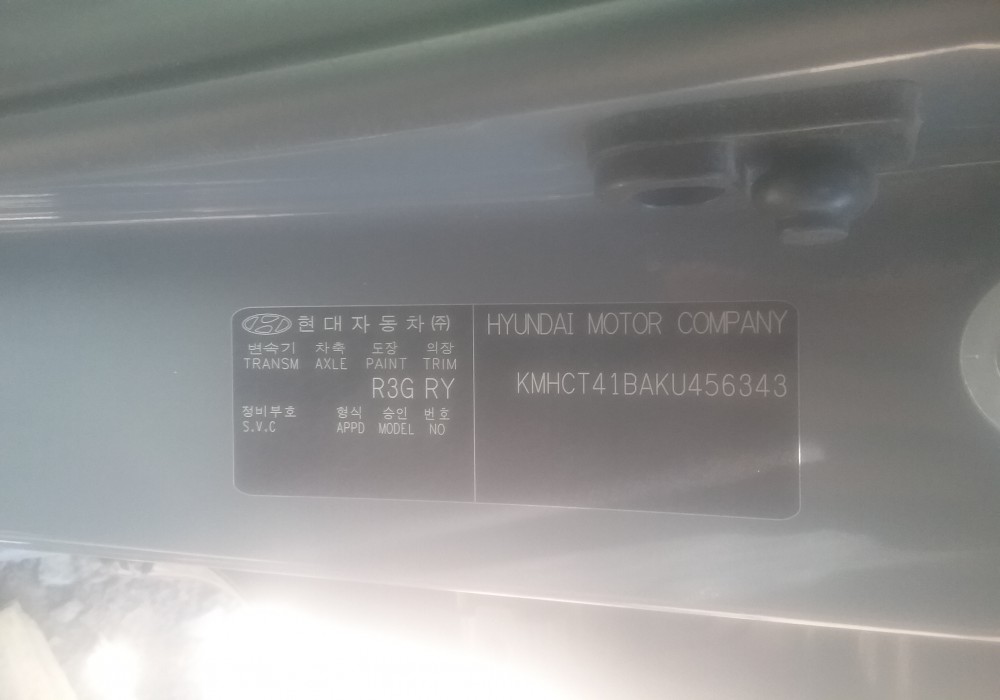 현대자동차(주)
변속기 차축 도장 의장
TRANSM AXLE PAINT TRIM
R3G RY
정비부호 형식 승인 번호
S.V.C APPD MODEL NO
HYUNDAI MOTOR COMPANY
KMHCT41BAKU456343